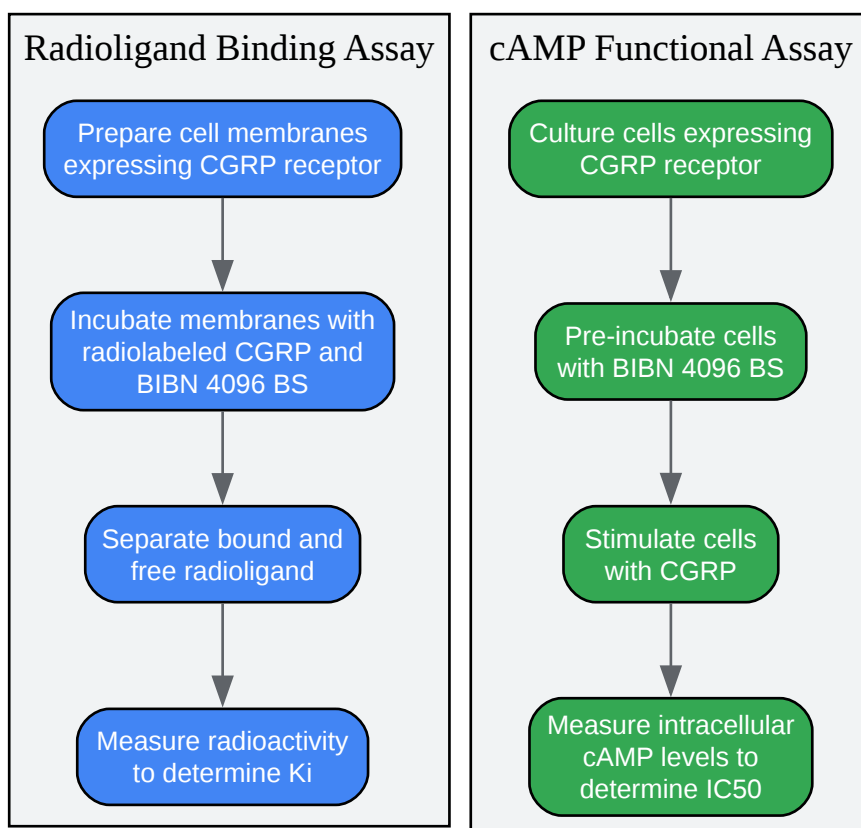 Radioligand Binding Assay
Prepare cell membranes
expressing CGRP receptor
Incubate membranes with
radiolabeled CGRP and
BIBN 4096 BS
Separate bound and
free radioligand
Measure radioactivity
to determine Ki
cAMP Functional Assay
Culture cells expressing
CGRP receptor
Pre-incubate cells
with BIBN 4096 BS
Stimulate cells
with CGRP
Measure intracellular
cAMP levels to
determine IC50